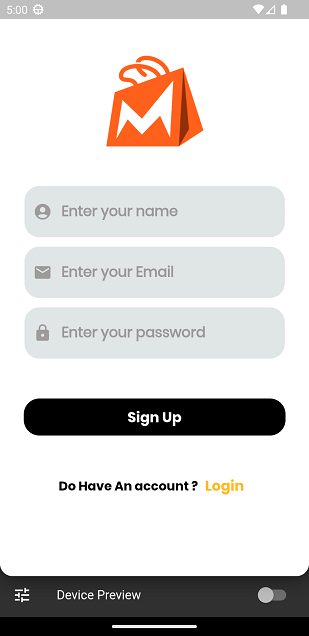 5:00
M
Enter your name
Enter your Email
Enter your password
Sign Up
Do Have An account ? Login
Device Preview